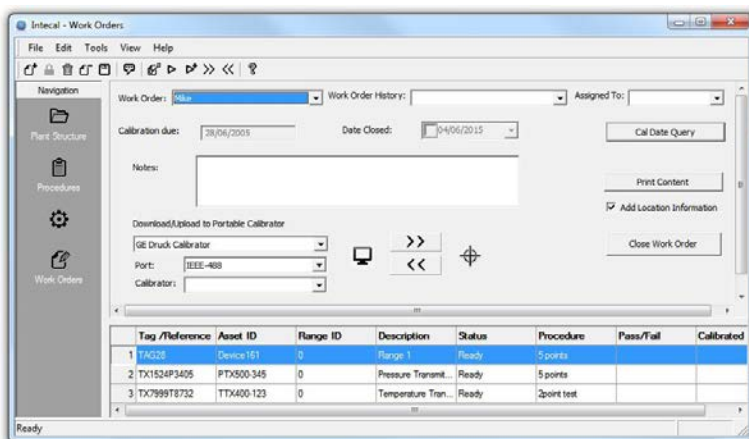 Intecal - Work Orders
File Edit Tools View Help
Navigation
Plant Structure
Procedures
Work Orders
Work Order: Mike Work Order History: Assigned To:
Calibration due: 28/06/2005 Date Closed: 04/06/2015 Cal Date Query
Notes:
Print Content
Add Location Information
Download/Upload to Portable Calibrator
GE Druck Calibrator >> Close Work Order
Port: IEEE-488 <<
Calibrator:
Tag /Reference Asset ID Range ID Description Status Procedure Pass/Fail Calibrated
1 TAG28 Device161 0 Range 1 Ready 5 points
2 TX1524P3405 PTX500-345 0 Pressure Transmit... Ready 5 points
3 TX7999T8732 TTX400-123 0 Temperature Tran... Ready 2point test
Ready